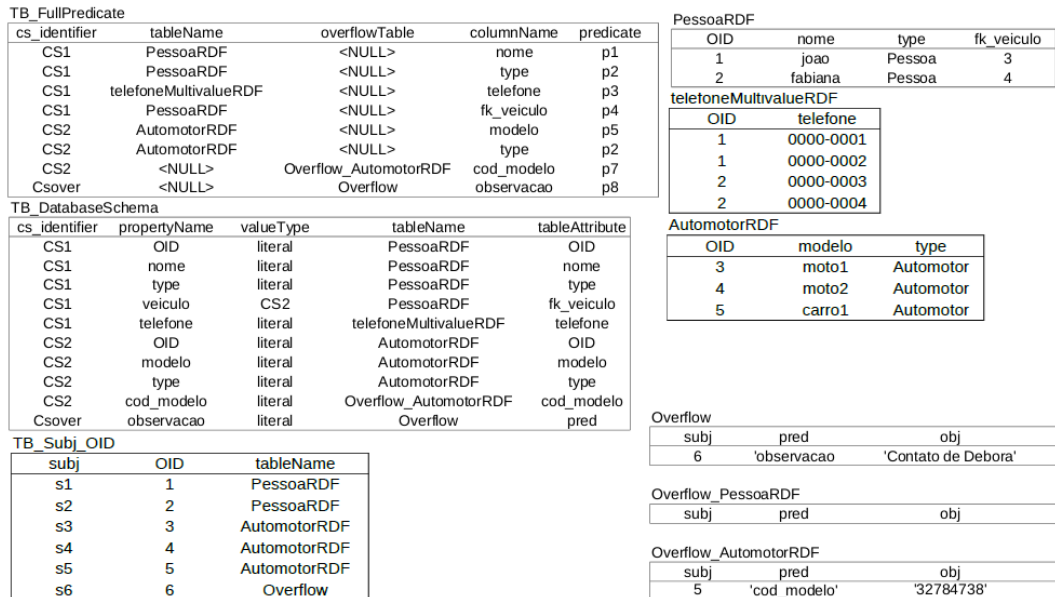 TB_FullPredicate
cs_identifier tableName overflowTable columnName predicate
CS1 PessoaRDF <NULL> nome p1
CS1 PessoaRDF <NULL> type p2
CS1 telefoneMultivalueRDF <NULL> telefone p3
CS1 PessoaRDF <NULL> fk_veiculo p4
CS2 AutomotorRDF <NULL> modelo p5
CS2 AutomotorRDF <NULL> type p2
CS2 <NULL> Overflow_AutomotorRDF cod_modelo p7
Csover <NULL> Overflow observacao p8
TB_DatabaseSchema
cs_identifier propertyName valueType tableName tableAttribute
CS1 OID literal PessoaRDF OID
CS1 nome literal PessoaRDF nome
CS1 type literal PessoaRDF type
CS1 veiculo CS2 PessoaRDF fk_veiculo
CS1 telefone literal telefoneMultivalueRDF telefone
CS2 OID literal AutomotorRDF OID
CS2 modelo literal AutomotorRDF modelo
CS2 type literal AutomotorRDF type
CS2 cod_modelo literal Overflow_AutomotorRDF cod_modelo
Csover observacao literal Overflow pred
TB_Subj_OID
subj OID tableName
s1 1 PessoaRDF
s2 2 PessoaRDF
s3 3 AutomotorRDF
s4 4 AutomotorRDF
s5 5 AutomotorRDF
s6 6 Overflow
PessoaRDF
OID nome type fk_veiculo
1 joao Pessoa 3
2 fabiana Pessoa 4
telefoneMultivalueRDF
OID telefone
1 0000-0001
1 0000-0002
2 0000-0003
2 0000-0004
AutomotorRDF
OID modelo type
3 moto1 Automotor
4 moto2 Automotor
5 carro1 Automotor
Overflow
subj pred obj
6 'observacao 'Contato de Debora'
Overflow_PessoaRDF
subj pred obj
Overflow_AutomotorRDF
subj pred obj
5 'cod_modelo' '32784738'